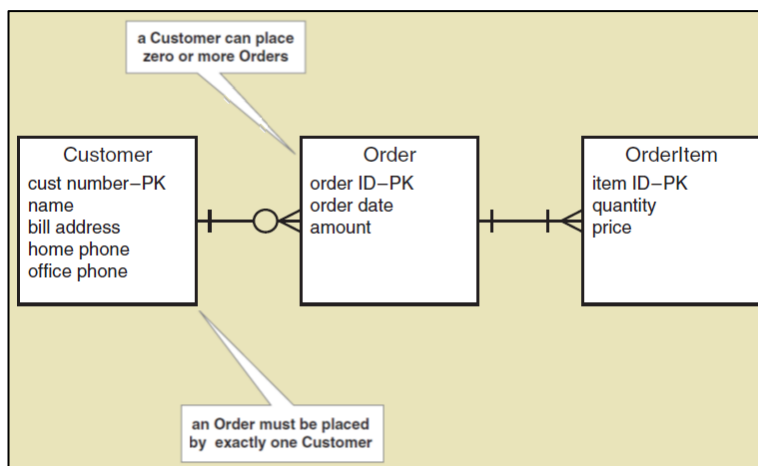 a Customer can place
zero or more Orders
Customer
cust number–PK
name
bill address
home phone
office phone
Order
order ID–PK
order date
amount
OrderItem
item ID–PK
quantity
price
an Order must be placed
by exactly one Customer